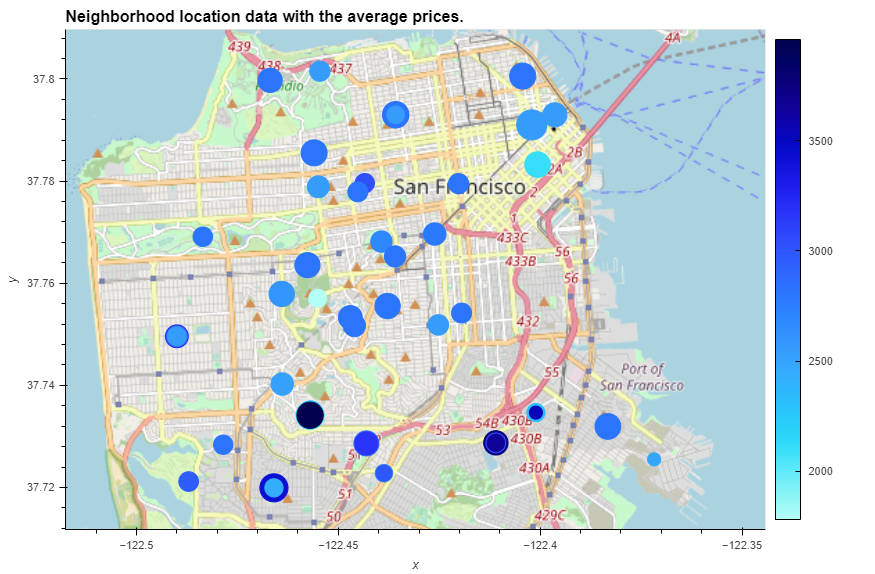 Neighborhood location data with the average prices.
439
4A
438
437
37.8
3500
2B
37.78
San Francisco
2A
2
1
433C
56
y
433B
3000
37.76
56
432
Port of
San Francisco
55
2500
37.74
53
54B
430B
430B
430A
37.72
51
2000
50
429C
−122.5
−122.45
−122.4
−122.35
x